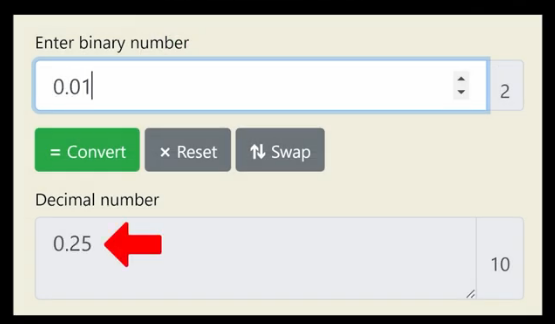 Enter binary number
0.01 2
= Convert × Reset ⇅ Swap
Decimal number
0.25
10